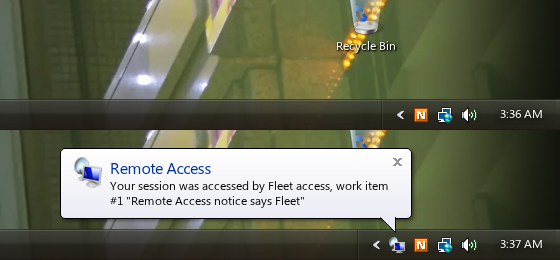 Recycle Bin
N
3:36 AM
Remote Access
Your session was accessed by Fleet access, work item
#1 "Remote Access notice says Fleet"
N
3:37 AM